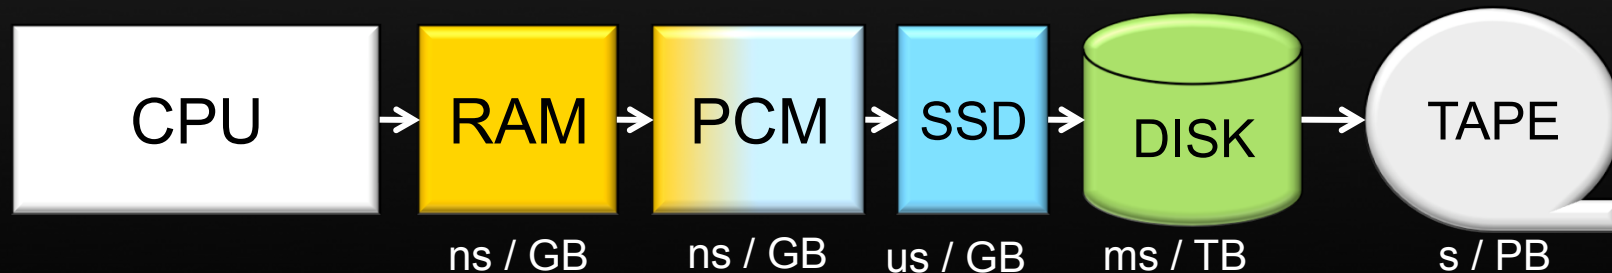 CPU
RAM
PCM
SSD
DISK
TAPE
ns / GB
ns / GB
us / GB
ms / TB
s / PB